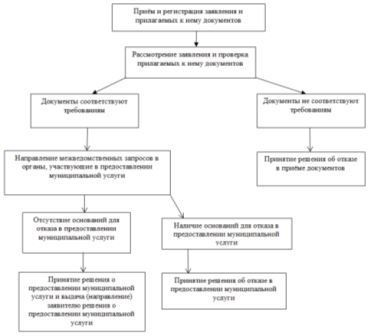 Приём и регистрация заявления и
прилагаемых к нему документов
Рассмотрение заявления и проверка
прилагаемых к нему документов
Документы соответствуют
требованиям
Документы не соответствуют
требованиям
Направление межведомственных запросов в
органы, участвующие в предоставлении
муниципальной услуги
Принятие решения об отказе
в приёме документов
Отсутствие оснований для
отказа в предоставлении
муниципальной услуги
Наличие оснований для отказа в
предоставлении муниципальной
услуги
Принятие решения о
предоставлении муниципальной
услуги и выдача (направление)
заявителю решения о
предоставлении муниципальной
услуги
Принятие решения об отказе в
предоставлении муниципальной
услуги